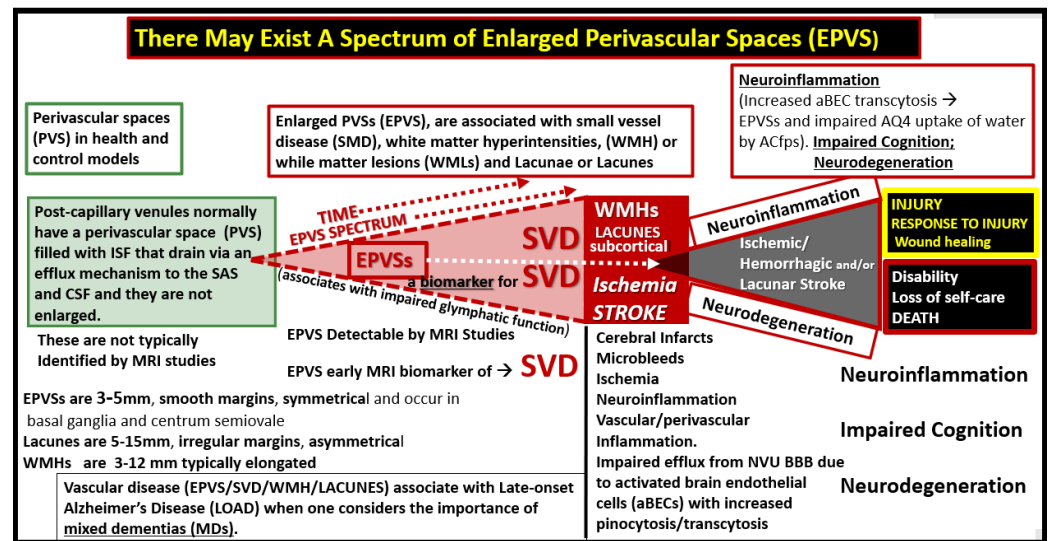 There May Exist A Spectrum of Enlarged Perivascular Spaces (EPVS)
Perivascular spaces
(PVS) in health and
control models
Enlarged PVSs (EPVS), are associated with small vessel
disease (SMD), white matter hyperintensities, (WMH) or
while matter lesions (WMLs) and Lacunae or Lacunes
Neuroinflammation
(Increased aBEC transcytosis →
EPVSs and impaired AQ4 uptake of water
by ACfps). Impaired Cognition;
Neurodegeneration
Post-capillary venules normally
have a perivascular space (PVS)
filled with ISF that drain via an
efflux mechanism to the SAS
and CSF and they are not
enlarged.
These are not typically
Identified by MRI studies
TIME
EPVS SPECTRUM
EPVSs
SVD
a biomarker for SVD
(associates with impaired glymphatic function)
EPVS Detectable by MRI Studies
EPVS early MRI biomarker of → SVD
WMHs
LACUNES
subcortical
Ischemia
STROKE
Neuroinflammation
Ischemic/
Hemorrhagic and/or
Lacunar Stroke
Neurodegeneration
INJURY
RESPONSE TO INJURY
Wound healing
Disability
Loss of self-care
DEATH
EPVSs are 3-5mm, smooth margins, symmetrical and occur in
basal ganglia and centrum semiovale
Lacunes are 5-15mm, irregular margins, asymmetrical
WMHs are 3-12 mm typically elongated
Vascular disease (EPVS/SVD/WMH/LACUNES) associate with Late-onset
Alzheimer's Disease (LOAD) when one considers the importance of
mixed dementias (MDs).
Cerebral Infarcts
Microbleeds
Ischemia
Neuroinflammation
Vascular/perivascular
Inflammation.
Impaired efflux from NVU BBB due
to activated brain endothelial
cells (aBECs) with increased
pinocytosis/transcytosis
Neuroinflammation
Impaired Cognition
Neurodegeneration